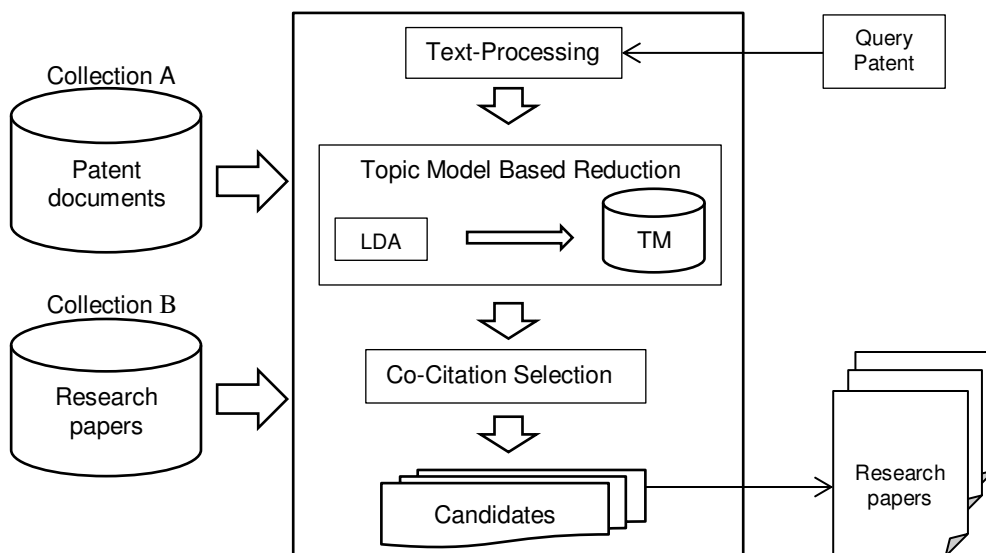 Text-Processing
Query
Patent
Collection A
Patent
documents
Topic Model Based Reduction
LDA
TM
Collection B
Research
papers
Co-Citation Selection
Candidates
Research
papers